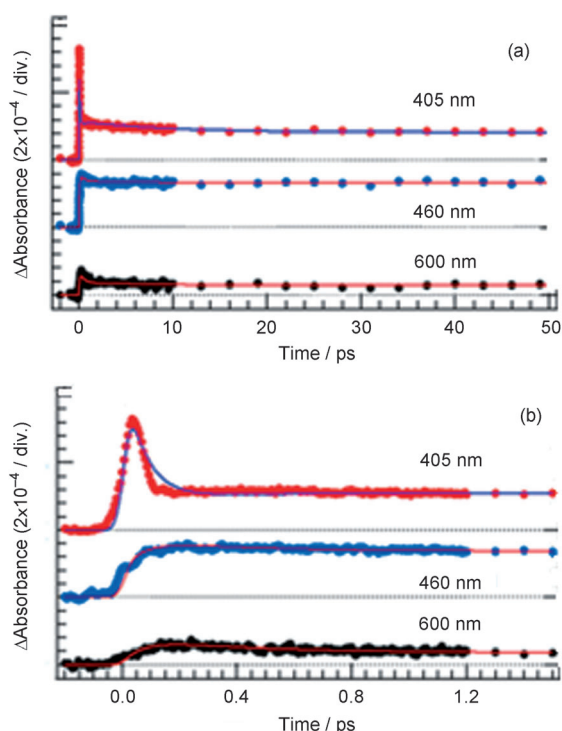 (a)
ΔAbsorbance (2x10⁻⁴ / div.)
405 nm
460 nm
600 nm
0 10 20 30 40 50
Time / ps
(b)
ΔAbsorbance (2x10⁻⁴ / div.)
405 nm
460 nm
600 nm
0.0 0.4 0.8 1.2
Time / ps